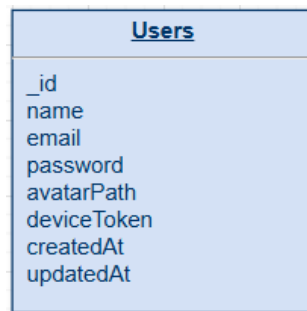 Users
_id
name
email
password
avatarPath
deviceToken
createdAt
updatedAt